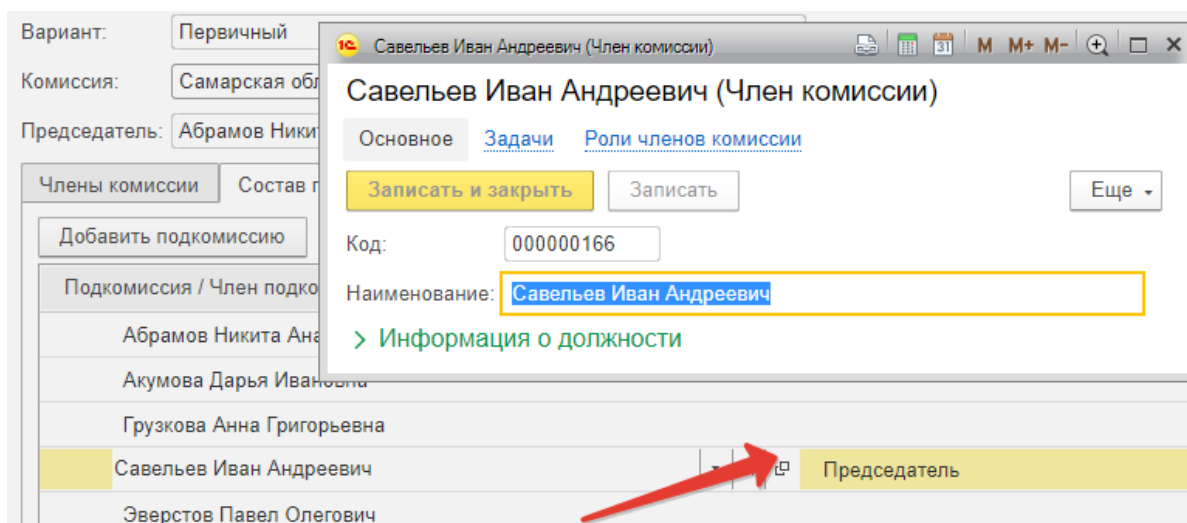 Вариант: Первичный
Комиссия: Самарская обл
Председатель: Абрамов Ники
Члены комиссии Состав п
Добавить подкомиссию
Подкомиссия / Член подко
Абрамов Никита Ана
Акумова Дарья Ивановна
Грузкова Анна Григорьевна
Савельев Иван Андреевич Председатель
Эверстов Павел Олегович
1С Савельев Иван Андреевич (Член комиссии) 31 M M+ M-
Савельев Иван Андреевич (Член комиссии)
Основное Задачи Роли членов комиссии
Записать и закрыть Записать Еще
Код: 000000166
Наименование: Савельев Иван Андреевич
Информация о должности